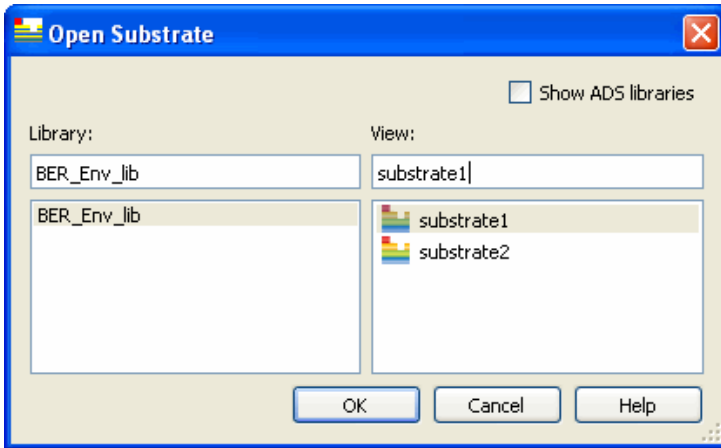 Open Substrate
Show ADS libraries
Library:
View:
BER_Env_lib
substrate1
BER_Env_lib
substrate1
substrate2
OK
Cancel
Help